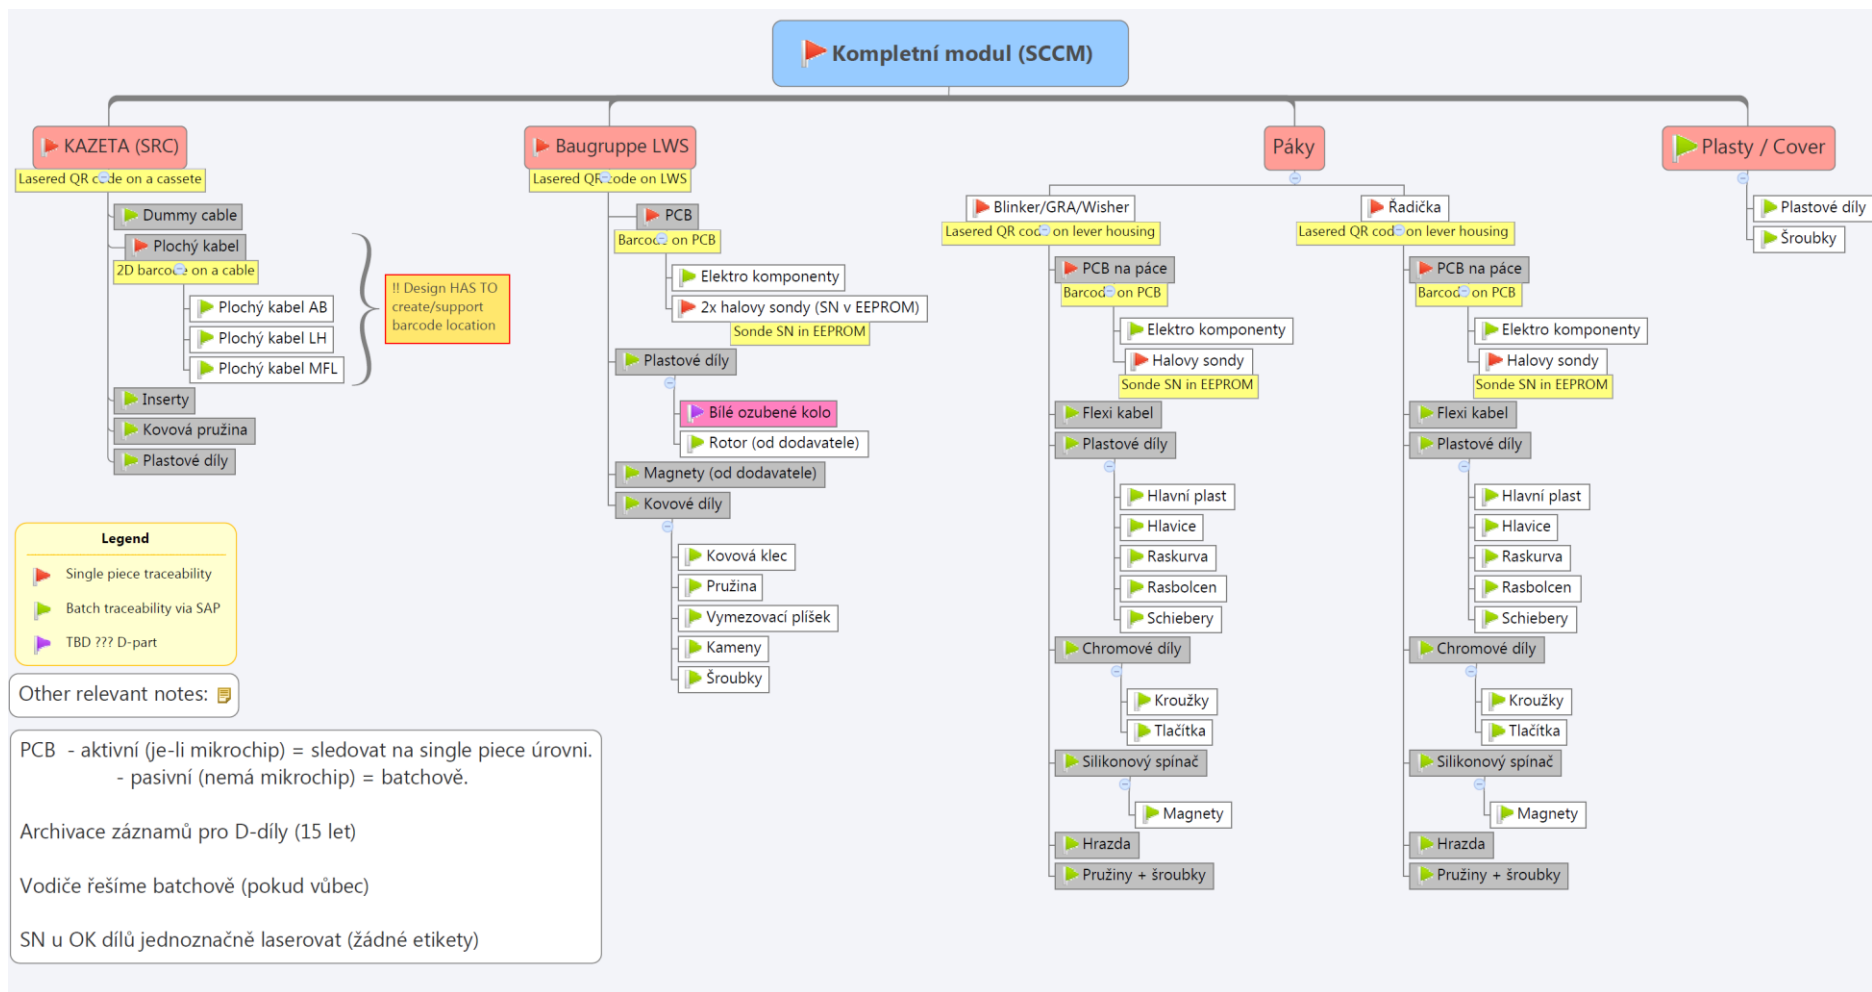 Kompletní modul (SCCM)
KAZETA (SRC)
Lasered QR code on a cassete
Dummy cable
Plochý kabel
2D barcode on a cable
Plochý kabel AB
Plochý kabel LH
Plochý kabel MFL
!! Design HAS TO
create/support
barcode location
Inserty
Kovová pružina
Plastové díly
Baugruppe LWS
Lasered QR code on LWS
PCB
Barcode on PCB
Elektro komponenty
2x halovy sondy (SN v EEPROM)
Sonde SN in EEPROM
Plastové díly
Bílé ozubené kolo
Rotor (od dodavatele)
Magnety (od dodavatele)
Kovové díly
Kovová klec
Pružina
Vymezovací plíšek
Kameny
Šroubky
Páky
Blinker/GRA/Wisher
Lasered QR code on lever housing
PCB na páce
Barcode on PCB
Elektro komponenty
Halovy sondy
Sonde SN in EEPROM
Flexi kabel
Plastové díly
Hlavní plast
Hlavice
Raskurva
Rasbolcen
Schiebery
Chromové díly
Kroužky
Tlačítka
Silikonový spínač
Magnety
Hrazda
Pružiny + šroubky
Řadička
Lasered QR code on lever housing
PCB na páce
Barcode on PCB
Elektro komponenty
Halovy sondy
Sonde SN in EEPROM
Flexi kabel
Plastové díly
Hlavní plast
Hlavice
Raskurva
Rasbolcen
Schiebery
Chromové díly
Kroužky
Tlačítka
Silikonový spínač
Magnety
Hrazda
Pružiny + šroubky
Plasty / Cover
Plastové díly
Šroubky
Legend
Single piece traceability
Batch traceability via SAP
TBD ??? D-part
Other relevant notes:
PCB - aktivní (je-li mikrochip) = sledovat na single piece úrovni.
- pasivní (nemá mikrochip) = batchově.
Archivace záznamů pro D-díly (15 let)
Vodiče řešíme batchově (pokud vůbec)
SN u OK dílů jednoznačně laserovat (žádné etikety)